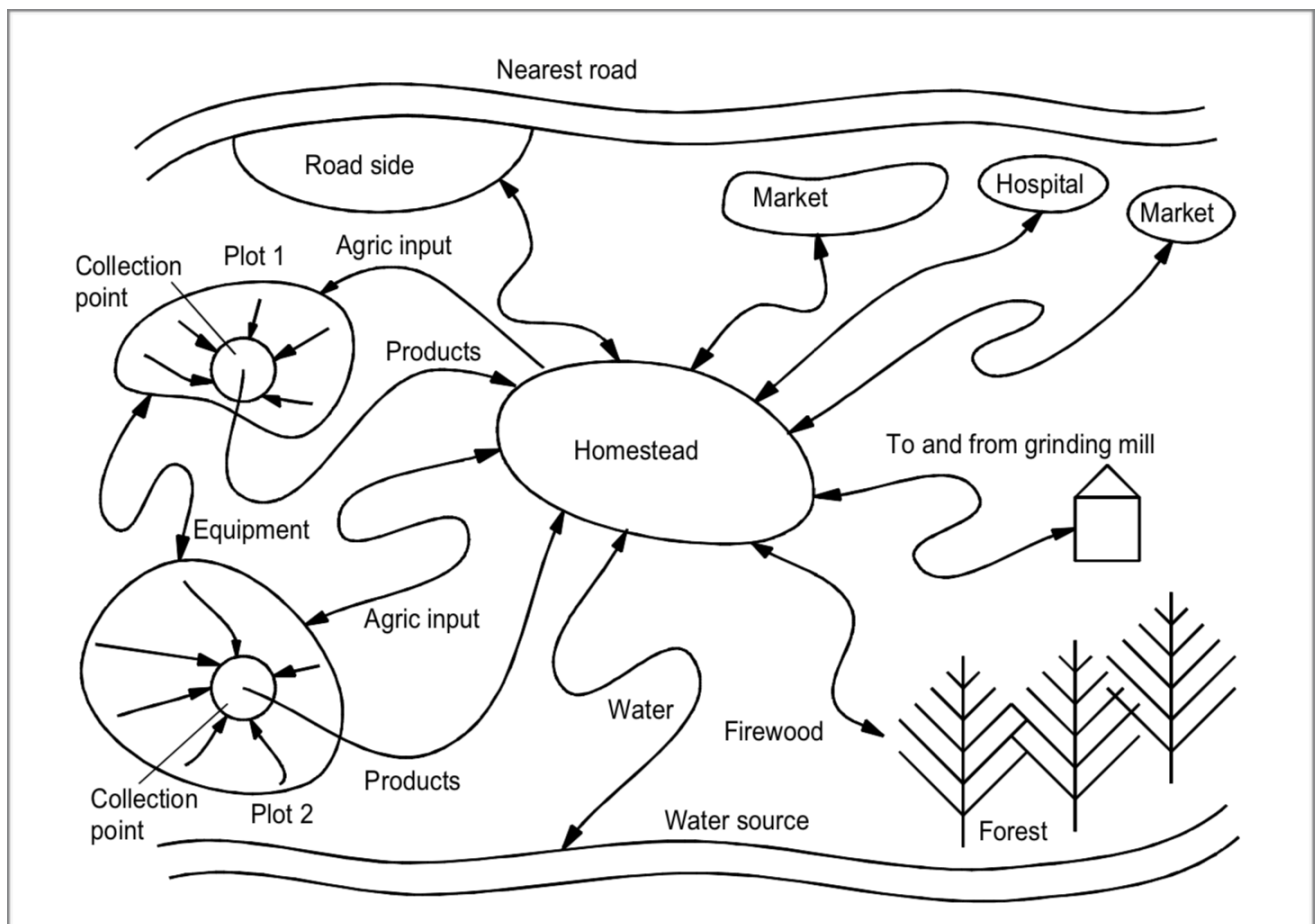 Nearest road
Road side
Market
Hospital
Market
Plot 1
Agric input
Collection
point
Products
Homestead
To and from grinding mill
Equipment
Agric input
Water
Firewood
Products
Collection
point
Plot 2
Water source
Forest